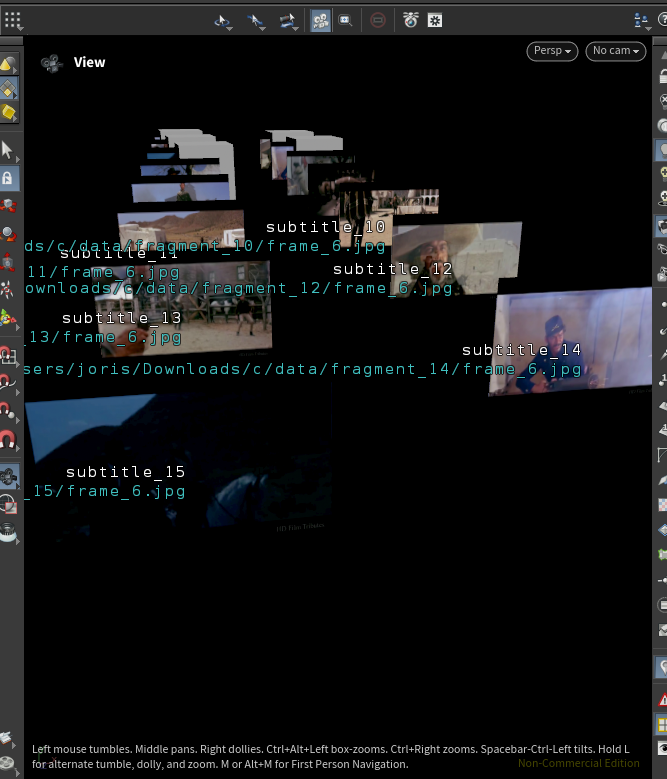 Persp
No cam
View
subtitle_10
ds/c/data/fragment_10/frame_6.jpg
subtitle_11
11/frame_6.jpg
subtitle_12
ownloads/c/data/fragment_12/frame_6.jpg
subtitle_13
_13/frame_6.jpg
subtitle_14
sers/joris/Downloads/c/data/fragment_14/frame_6.jpg
subtitle_15
_15/frame_6.jpg
Left mouse tumbles. Middle pans. Right dollies. Ctrl+Alt+Left box-zooms. Ctrl+Right zooms. Spacebar-Ctrl-Left tilts. Hold L
for alternate tumble, dolly, and zoom. M or Alt+M for First Person Navigation.
Non-Commercial Edition